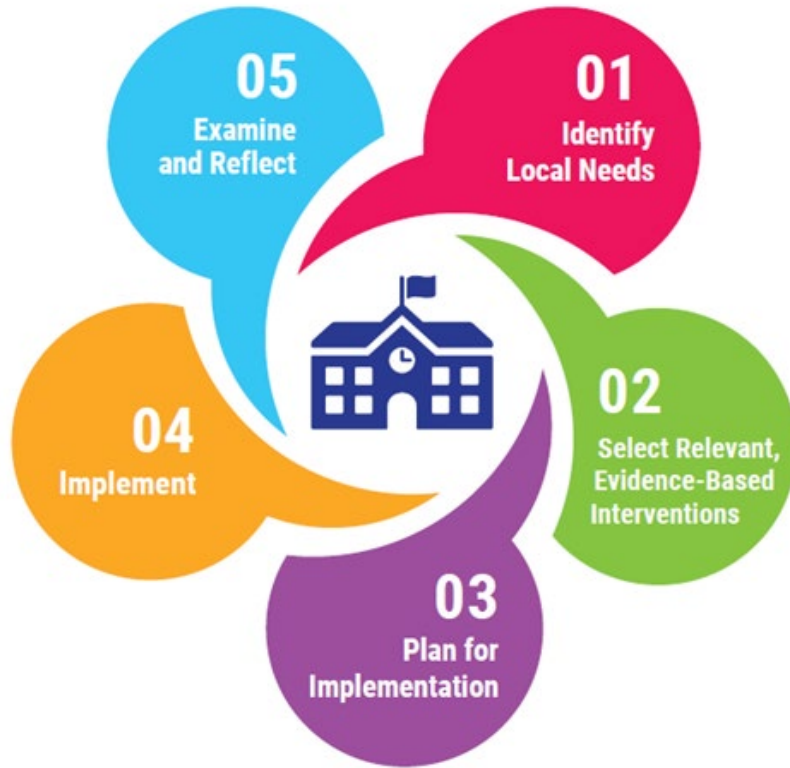 01
Identify
Local Needs
02
Select Relevant,
Evidence-Based
Interventions
03
Plan for
Implementation
04
Implement
05
Examine
and Reflect